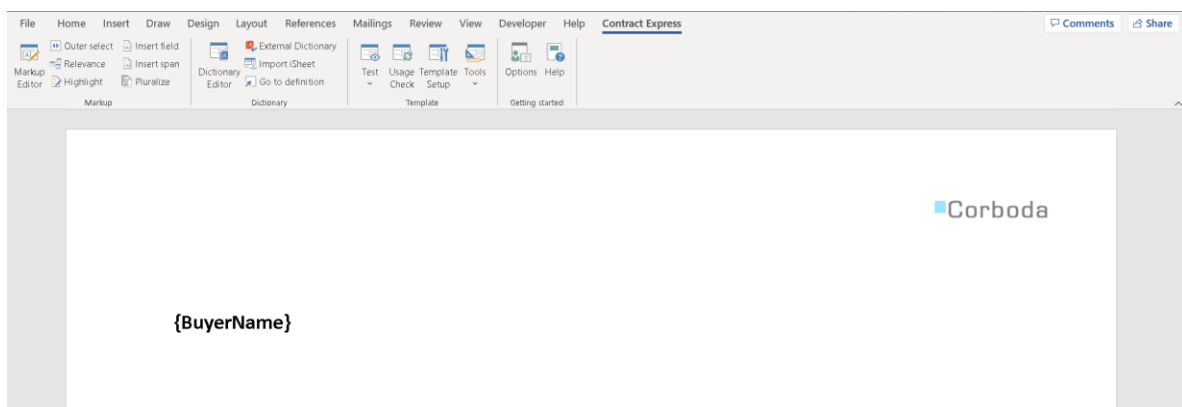 File Home Insert Draw Design Layout References Mailings Review View Developer Help Contract Express Comments Share
Markup Editor
Outer select
Relevance
Highlight
Insert field
Insert span
Pluralize
Markup
Dictionary Editor
External Dictionary
Import iSheet
Go to definition
Dictionary
Test
Usage Check
Template Setup
Tools
Template
Options
Help
Getting started
Corboda
{BuyerName}